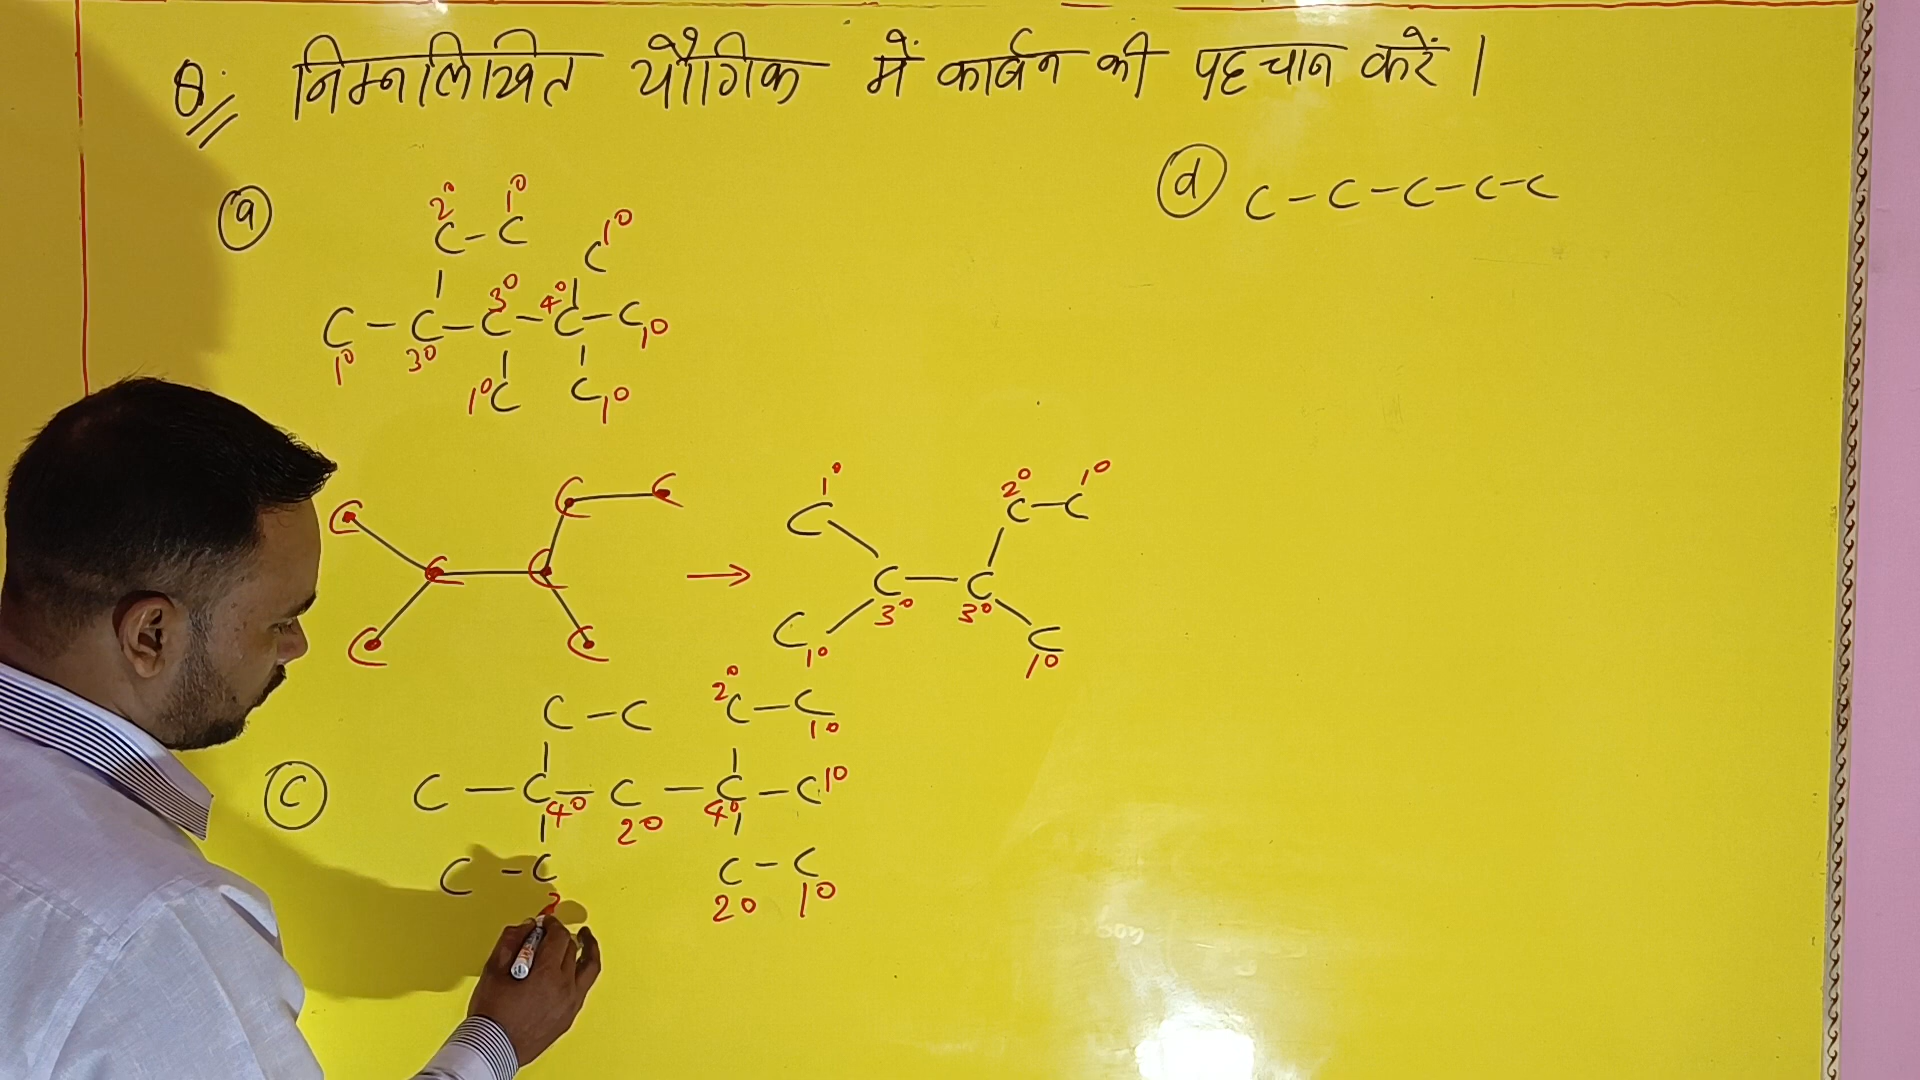 Q. निम्नलिखित यौगिक में कार्बन की पहचान करें।
(a)
2° 1°
C-C C 1°
3° 4°
C-C-C-C-C 1°
1° 3°
1° C C 1°
(d) C-C-C-C-C
C C C
C C
C C
→
1° 2° 1°
C C-C
C-C
3° 3°
C C
1° 1°
(c)
2°
C-C C-C
1°
C-C-C-C-C 1°
4° 2° 4°
C-C C-C
2 2° 1°